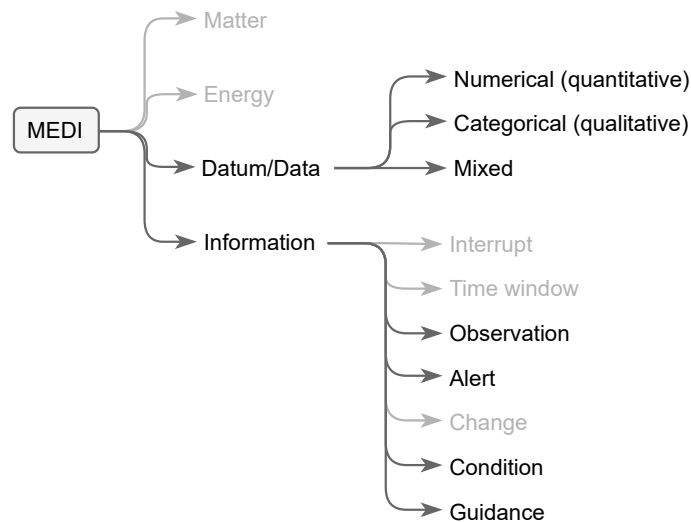 Matter
Energy
MEDI
Datum/Data
Information
Numerical (quantitative)
Categorical (qualitative)
Mixed
Interrupt
Time window
Observation
Alert
Change
Condition
Guidance